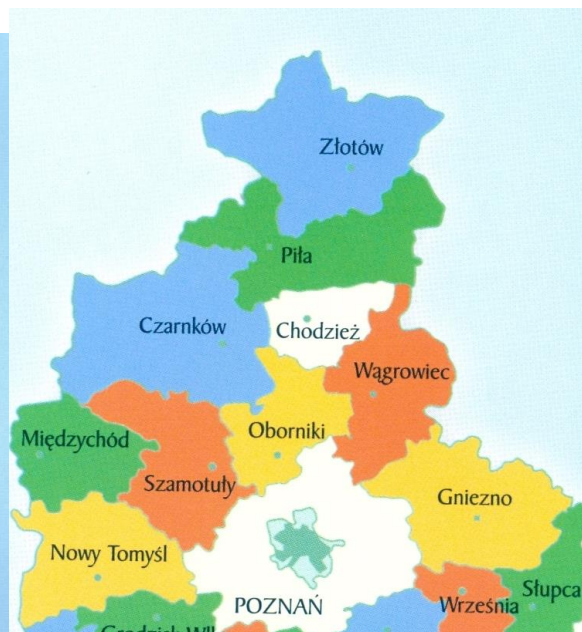 Złotów
Piła
Czarnków
Chodzież
Wągrowiec
Międzychód
Oborniki
Szamotuły
Gniezno
Nowy Tomyśl
Słupca
POZNAŃ
Września